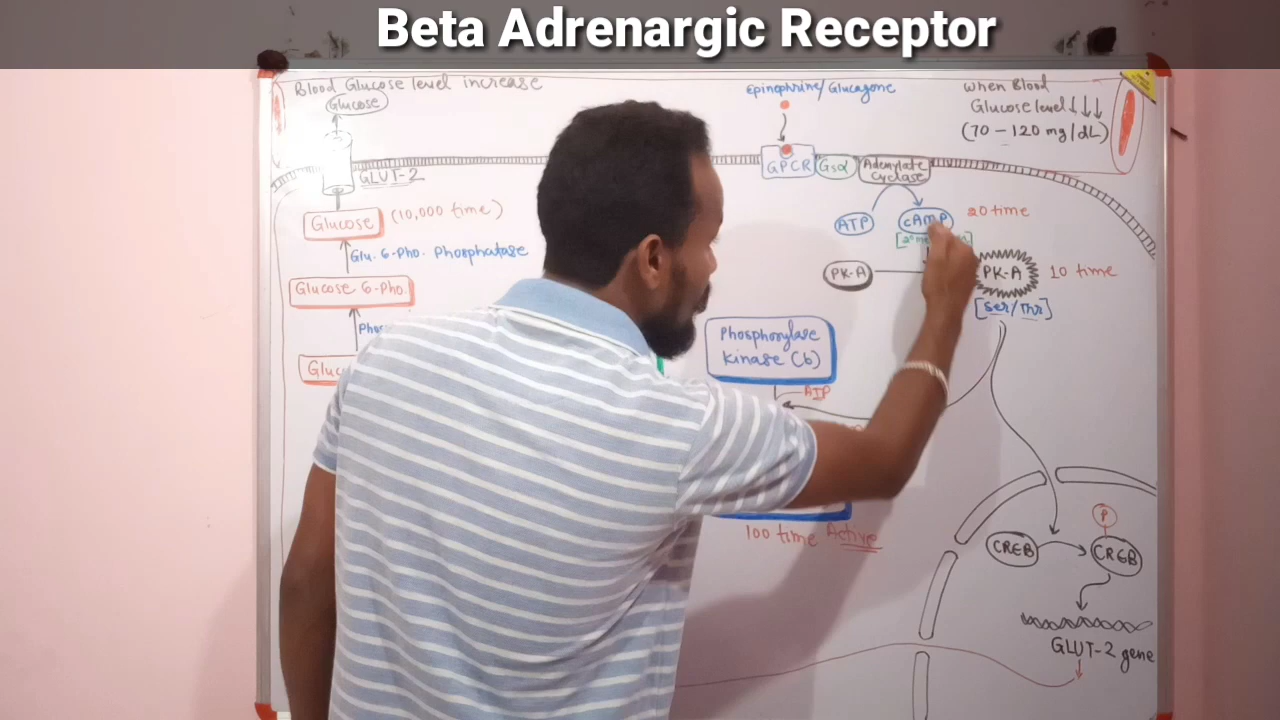 Beta Adrenargic Receptor
Blood Glucose level increase
Glucose
GLUT-2
Glucose (10,000 time)
Glu. 6-Pho. Phosphatase
Glucose 6-Pho.
Epinephrine/Glucagone
GPCR
Gsα
Adenylate
cyclase
When Blood
Glucose level ↓↓↓
(70 - 120 mg/dL)
ATP
cAMP
20 time
PK-A
PK-A
10 time
[Ser/Thr]
Phosphorylase
kinase (b)
ATP
100 time Active
P
CREB
CREB
GLUT-2 gene